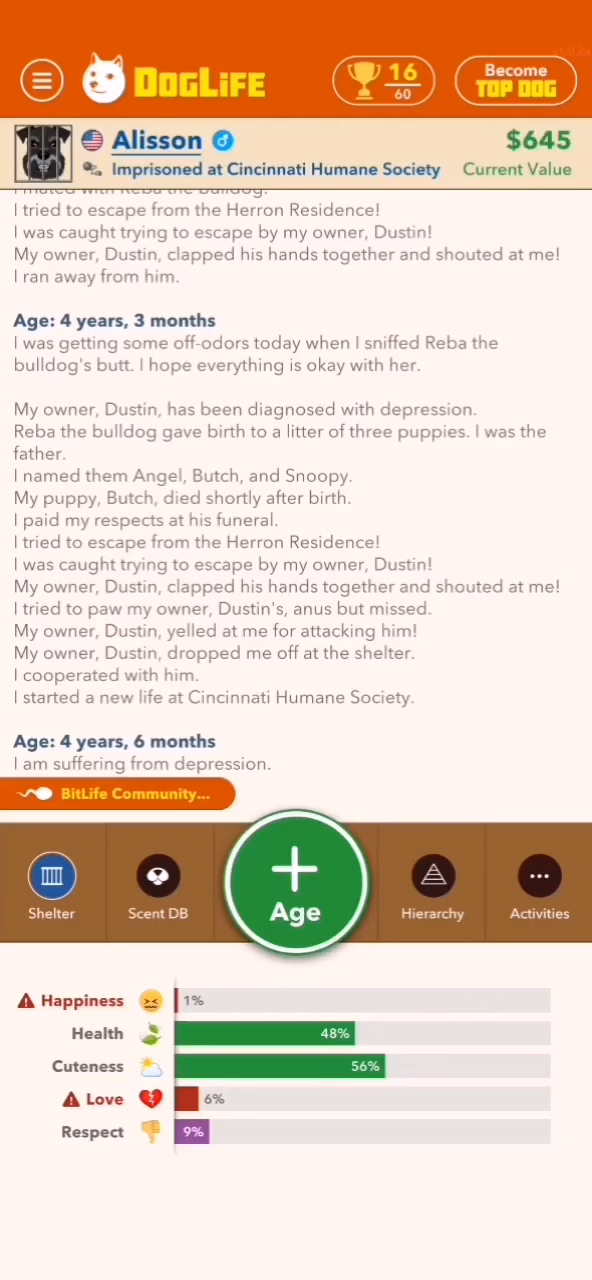 v1.0.2a
DOGLIFE
16
60
Become
TOP DOG
Alisson
$645
Imprisoned at Cincinnati Humane Society
Current Value
I mated with Reba the bulldog.
I tried to escape from the Herron Residence!
I was caught trying to escape by my owner, Dustin!
My owner, Dustin, clapped his hands together and shouted at me!
I ran away from him.
Age: 4 years, 3 months
I was getting some off-odors today when I sniffed Reba the
bulldog's butt. I hope everything is okay with her.
My owner, Dustin, has been diagnosed with depression.
Reba the bulldog gave birth to a litter of three puppies. I was the
father.
I named them Angel, Butch, and Snoopy.
My puppy, Butch, died shortly after birth.
I paid my respects at his funeral.
I tried to escape from the Herron Residence!
I was caught trying to escape by my owner, Dustin!
My owner, Dustin, clapped his hands together and shouted at me!
I tried to paw my owner, Dustin's, anus but missed.
My owner, Dustin, yelled at me for attacking him!
My owner, Dustin, dropped me off at the shelter.
I cooperated with him.
I started a new life at Cincinnati Humane Society.
Age: 4 years, 6 months
I am suffering from depression.
BitLife Community...
Shelter
Scent DB
Age
Hierarchy
Activities
Happiness 1%
Health 48%
Cuteness 56%
Love 6%
Respect 9%